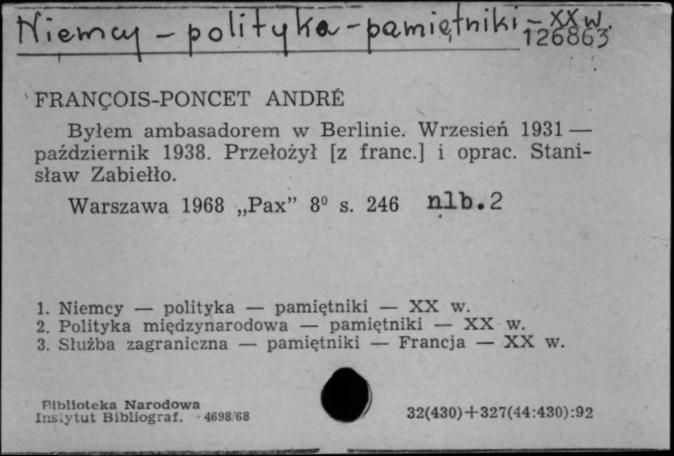 Niemcy – polityka – pamiętniki – XX w.
126863
FRANÇOIS-PONCET ANDRÉ
Byłem ambasadorem w Berlinie. Wrzesień 1931 —
październik 1938. Przełożył [z franc.] i oprac. Stani-
sław Zabiełło.
Warszawa 1968 „Pax” 8⁰ s. 246 nlb. 2
1. Niemcy — polityka — pamiętniki — XX w.
2. Polityka międzynarodowa — pamiętniki — XX w.
3. Służba zagraniczna — pamiętniki — Francja — XX w.
Biblioteka Narodowa
Instytut Bibliograf. 4698/68
32(430)+327(44:430):92